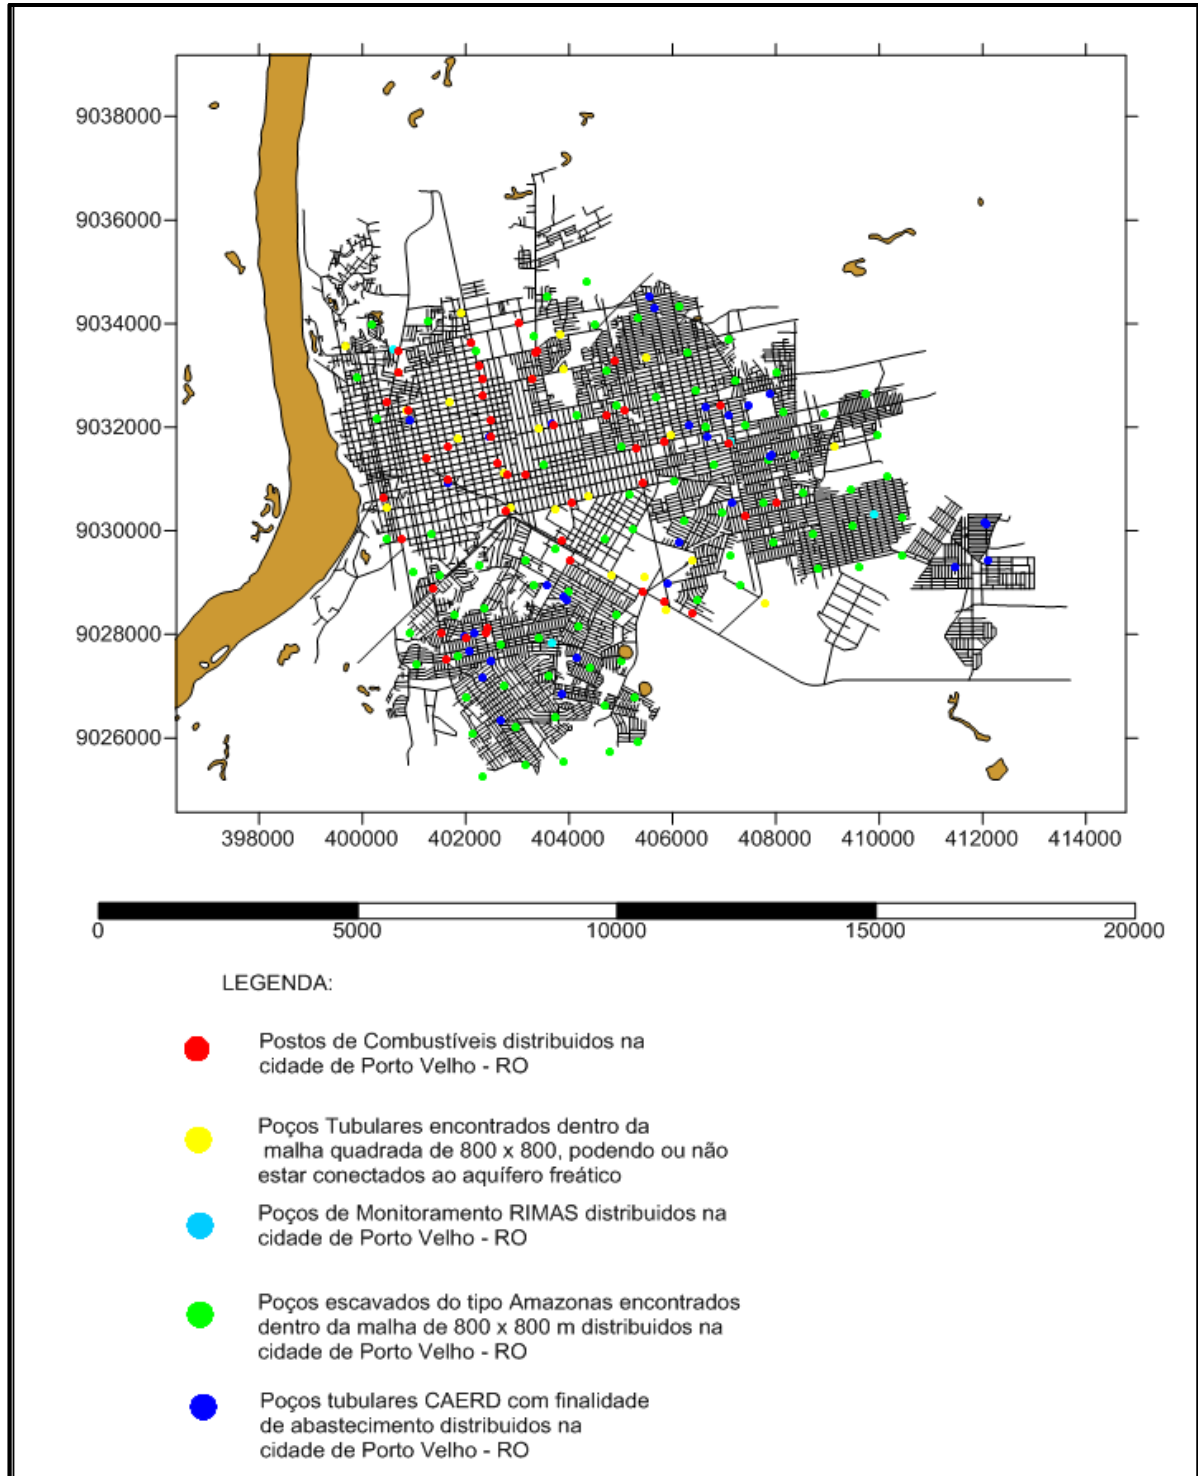 9038000
9036000
9034000
9032000
9030000
9028000
9026000
398000 400000 402000 404000 406000 408000 410000 412000 414000
0 5000 10000 15000 20000
LEGENDA:
Postos de Combustíveis distribuidos na
cidade de Porto Velho - RO
Poços Tubulares encontrados dentro da
malha quadrada de 800 x 800, podendo ou não
estar conectados ao aquífero freático
Poços de Monitoramento RIMAS distribuidos na
cidade de Porto Velho - RO
Poços escavados do tipo Amazonas encontrados
dentro da malha de 800 x 800 m distribuidos na
cidade de Porto Velho - RO
Poços tubulares CAERD com finalidade
de abastecimento distribuidos na
cidade de Porto Velho - RO